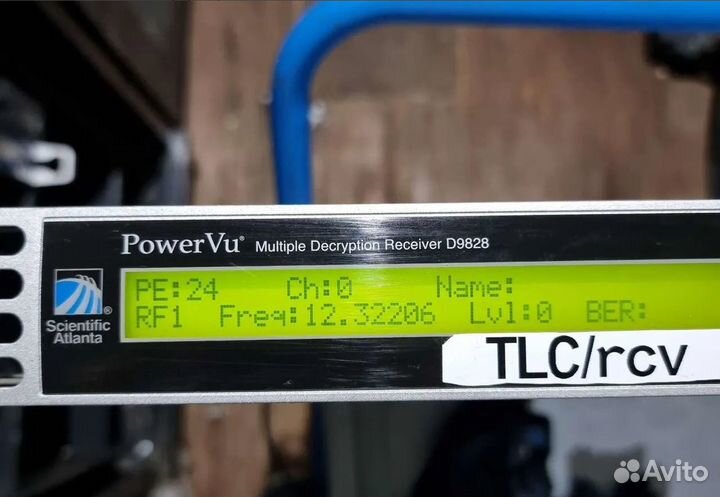 PowerVu® Multiple Decryption Receiver D9828
PE:24 Ch:0 Name:
RF1 Freq:12.32206 Lvl:0 BER:
Scientific
Atlanta®
TLC/rcv
Avito